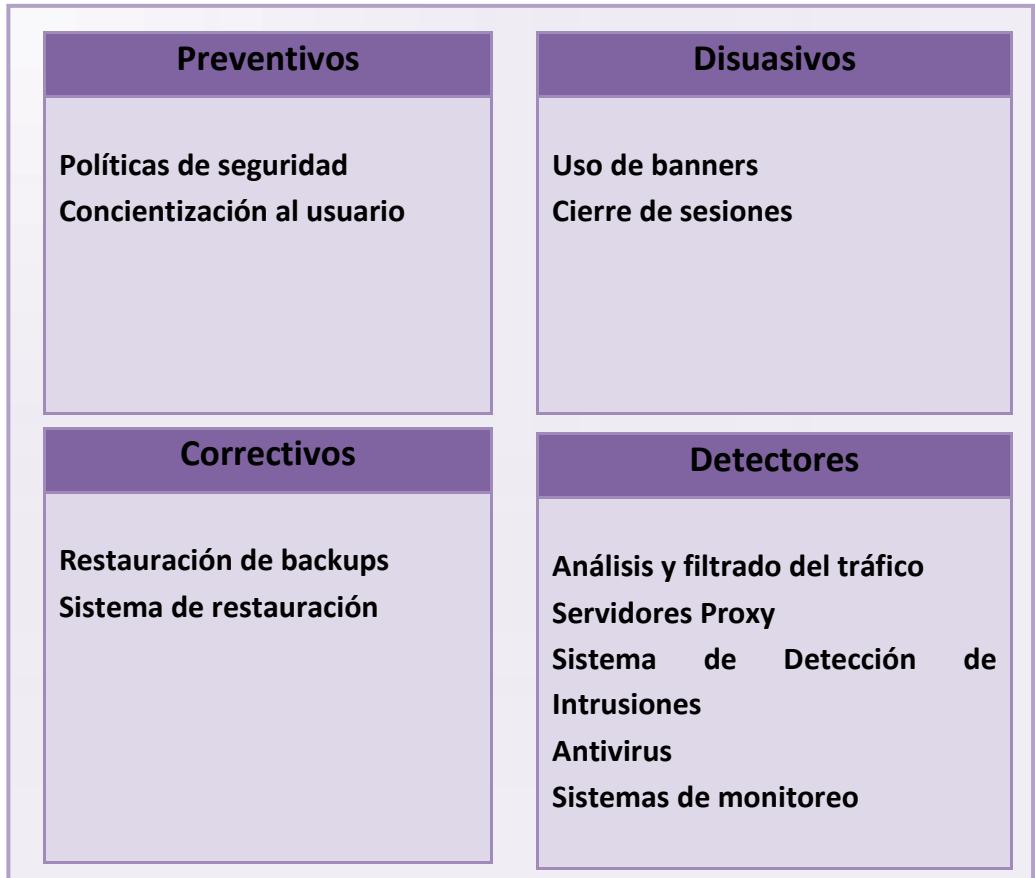 Preventivos
Políticas de seguridad
Concientización al usuario
Disuasivos
Uso de banners
Cierre de sesiones
Correctivos
Restauración de backups
Sistema de restauración
Detectores
Análisis y filtrado del tráfico
Servidores Proxy
Sistema de Detección de
Intrusiones
Antivirus
Sistemas de monitoreo